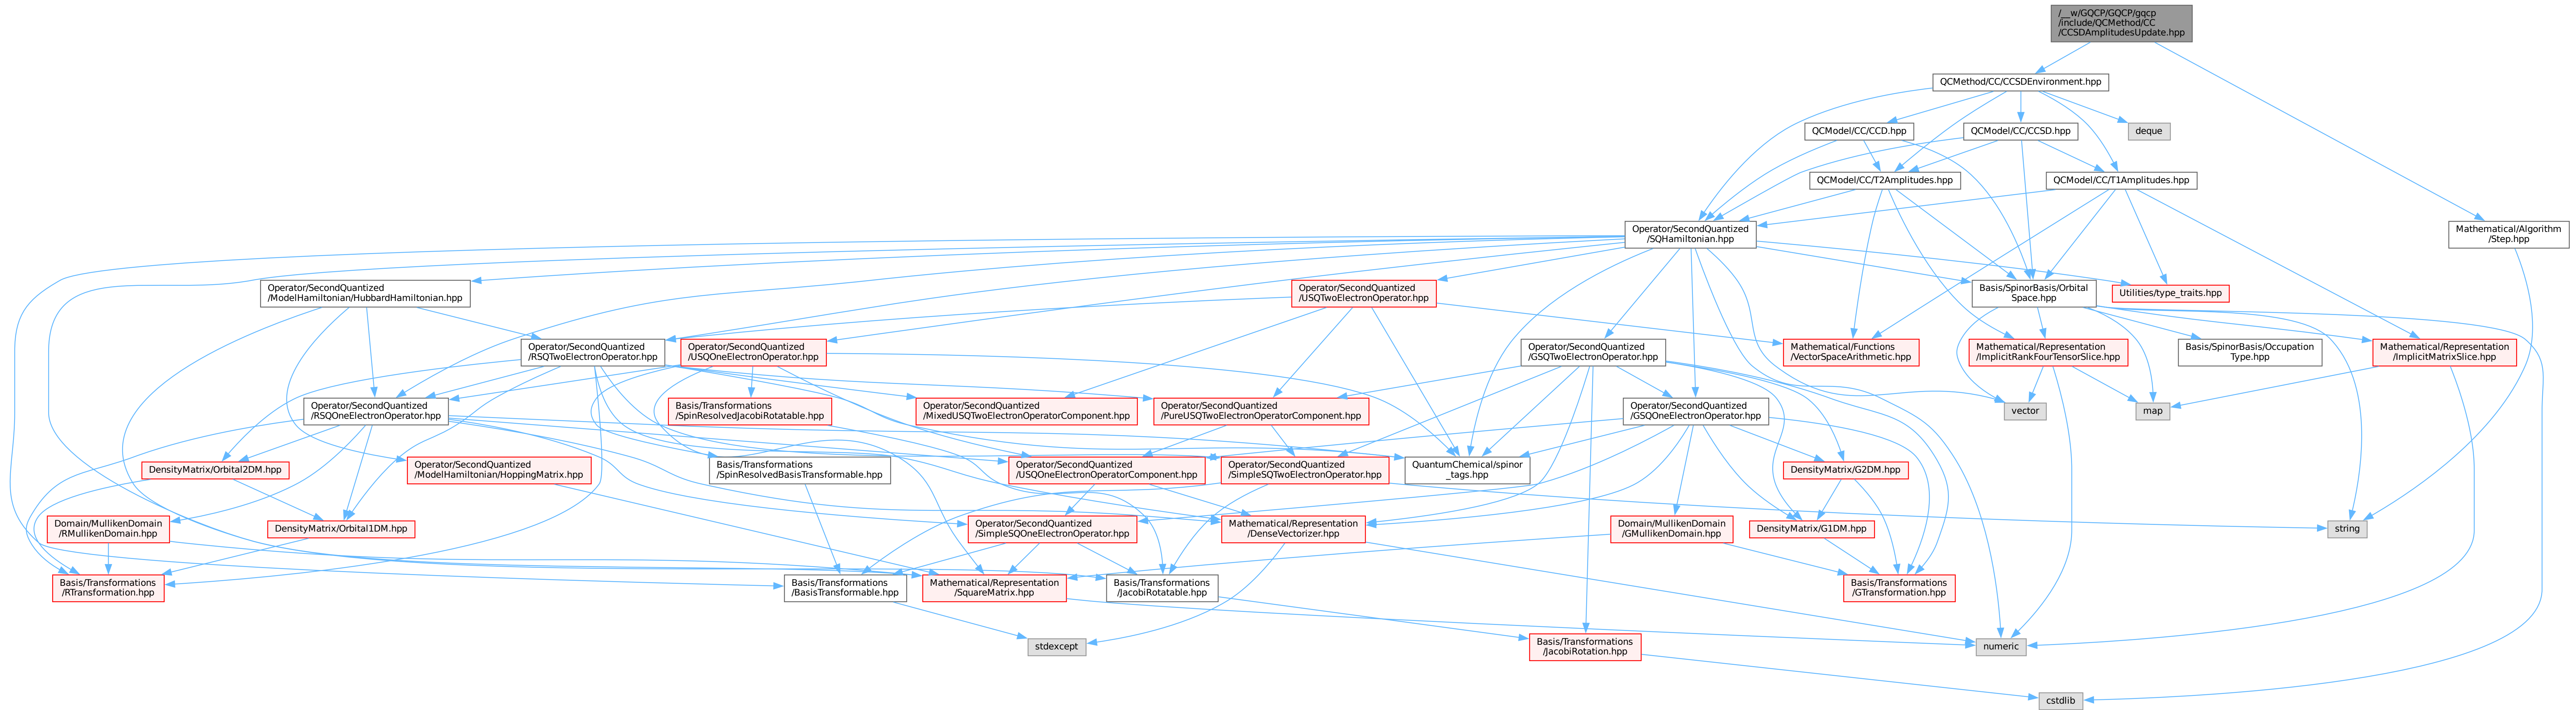 /__w/GQCP/GQCP/gqcp
/include/QCMethod/CC
/CCSDAmplitudesUpdate.hpp
QCMethod/CC/CCSDEnvironment.hpp
QCModel/CC/CCD.hpp
QCModel/CC/CCSD.hpp
deque
QCModel/CC/T2Amplitudes.hpp
QCModel/CC/T1Amplitudes.hpp
Operator/SecondQuantized
/SQHamiltonian.hpp
Mathematical/Algorithm
/Step.hpp
Operator/SecondQuantized
/ModelHamiltonian/HubbardHamiltonian.hpp
Operator/SecondQuantized
/USQTwoElectronOperator.hpp
Basis/SpinorBasis/Orbital
Space.hpp
Utilities/type_traits.hpp
Operator/SecondQuantized
/RSQTwoElectronOperator.hpp
Operator/SecondQuantized
/USQOneElectronOperator.hpp
Operator/SecondQuantized
/GSQTwoElectronOperator.hpp
Mathematical/Functions
/VectorSpaceArithmetic.hpp
Mathematical/Representation
/ImplicitRankFourTensorSlice.hpp
Basis/SpinorBasis/Occupation
Type.hpp
Mathematical/Representation
/ImplicitMatrixSlice.hpp
Operator/SecondQuantized
/RSQOneElectronOperator.hpp
Basis/Transformations
/SpinResolvedJacobiRotatable.hpp
Operator/SecondQuantized
/MixedUSQTwoElectronOperatorComponent.hpp
Operator/SecondQuantized
/PureUSQTwoElectronOperatorComponent.hpp
Operator/SecondQuantized
/GSQOneElectronOperator.hpp
vector
map
DensityMatrix/Orbital2DM.hpp
Operator/SecondQuantized
/ModelHamiltonian/HoppingMatrix.hpp
Basis/Transformations
/SpinResolvedBasisTransformable.hpp
Operator/SecondQuantized
/USQOneElectronOperatorComponent.hpp
Operator/SecondQuantized
/SimpleSQTwoElectronOperator.hpp
QuantumChemical/spinor
_tags.hpp
DensityMatrix/G2DM.hpp
Domain/MullikenDomain
/RMullikenDomain.hpp
DensityMatrix/Orbital1DM.hpp
Operator/SecondQuantized
/SimpleSQOneElectronOperator.hpp
Mathematical/Representation
/DenseVectorizer.hpp
Domain/MullikenDomain
/GMullikenDomain.hpp
DensityMatrix/G1DM.hpp
string
Basis/Transformations
/RTransformation.hpp
Basis/Transformations
/BasisTransformable.hpp
Mathematical/Representation
/SquareMatrix.hpp
Basis/Transformations
/JacobiRotatable.hpp
Basis/Transformations
/GTransformation.hpp
stdexcept
Basis/Transformations
/JacobiRotation.hpp
numeric
cstdlib